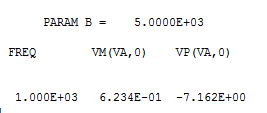 PARAM B = 5.0000E+03
FREQ VM(VA,0) VP(VA,0)
1.000E+03 6.234E-01 -7.162E+00